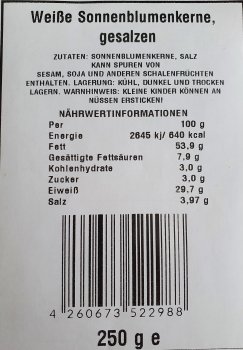 Weiße Sonnenblumenkerne,
gesalzen
ZUTATEN: SONNENBLUMENKERNE, SALZ
KANN SPUREN VON
SESAM, SOJA UND ANDEREN SCHALENFRÜCHTEN
ENTHALTEN. LAGERUNG: KÜHL, DUNKEL UND TROCKEN
LAGERN. WARNHINWEIS: KLEINE KINDER KÖNNEN AN
NÜSSEN ERSTICKEN!
NÄHRWERTINFORMATIONEN
Per 100 g
Energie 2645 kj/ 640 kcal
Fett 53,9 g
Gesättigte Fettsäuren 7,9 g
Kohlenhydrate 3,0 g
Zucker 3,0 g
Eiweiß 29,7 g
Salz 3,97 g
4 260673 522988
250 g e